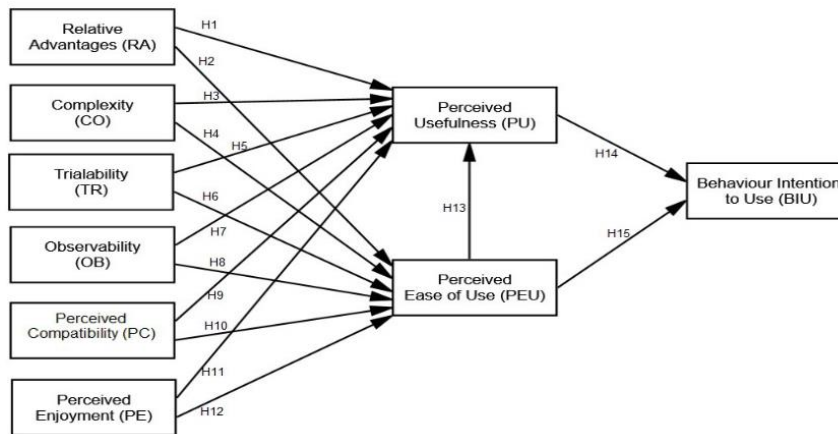 Relative
Advantages (RA)
Complexity
(CO)
Trialability
(TR)
Observability
(OB)
Perceived
Compatibility (PC)
Perceived
Enjoyment (PE)
H1
H2
H3
H4
H5
H6
H7
H8
H9
H10
H11
H12
Perceived
Usefulness (PU)
H13
Perceived
Ease of Use (PEU)
H14
H15
Behaviour Intention
to Use (BIU)